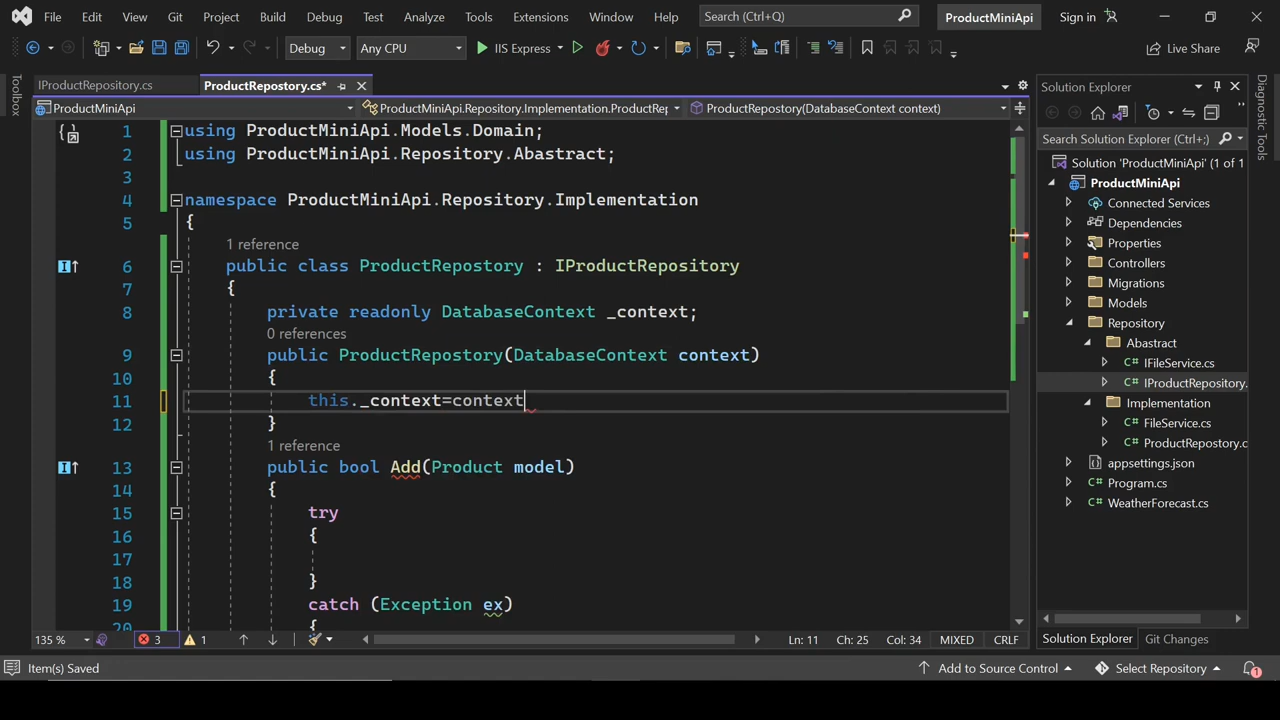 File Edit View Git Project Build Debug Test Analyze Tools Extensions Window Help Search (Ctrl+Q) ProductMiniApi Sign in
Debug Any CPU IIS Express Live Share
IProductRepository.cs ProductRepostory.cs* Solution Explorer
ProductMiniApi ProductMiniApi.Repository.Implementation.ProductRep ProductRepostory(DatabaseContext context)
Toolbox
Diagnostic Tools
1 using ProductMiniApi.Models.Domain;
2 using ProductMiniApi.Repository.Abastract;
3
4 namespace ProductMiniApi.Repository.Implementation
5 {
1 reference
6 public class ProductRepostory : IProductRepository
7 {
8 private readonly DatabaseContext _context;
0 references
9 public ProductRepostory(DatabaseContext context)
10 {
11 this._context=context
12 }
1 reference
13 public bool Add(Product model)
14 {
15 try
16 {
17
18 }
19 catch (Exception ex)
20 {
Search Solution Explorer (Ctrl+;)
Solution 'ProductMiniApi' (1 of 1
ProductMiniApi
Connected Services
Dependencies
Properties
Controllers
Migrations
Models
Repository
Abastract
IFileService.cs
IProductRepository.
Implementation
FileService.cs
ProductRepostory.c
appsettings.json
Program.cs
WeatherForecast.cs
135 % 3 1 Ln: 11 Ch: 25 Col: 34 MIXED CRLF
Solution Explorer Git Changes
Item(s) Saved Add to Source Control Select Repository 1